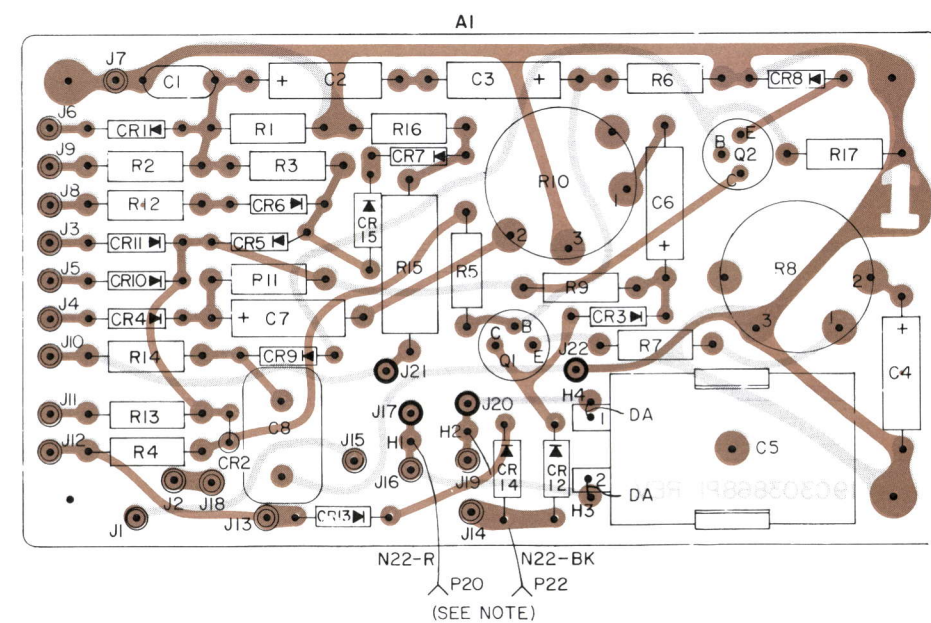 A1
J7
C1
+ C2
C3 +
R6
CR8
J6
CR1
R1
R16
E
B
Q2
C
R17
J9
R2
R3
CR7
R10
1
C6
+
1
J8
R12
CR6
CR
15
2
3
J3
CR11
CR5
R15
R5
R8
2
J5
CR10
P11
R9
3
1
J4
CR4
+ C7
CR3
+
C4
J10
R14
CR9
J21
C
B
Q1
E
J22
R7
J11
R13
C8
J17
J20
H4
1
DA
C5
J12
R4
CR2
J15
H1
H2
J16
J19
CR
14
CR
12
2
DA
H3
J2
J18
J1
J13
CR13
J14
N22-R
N22-BK
P20
P22
(SEE NOTE)